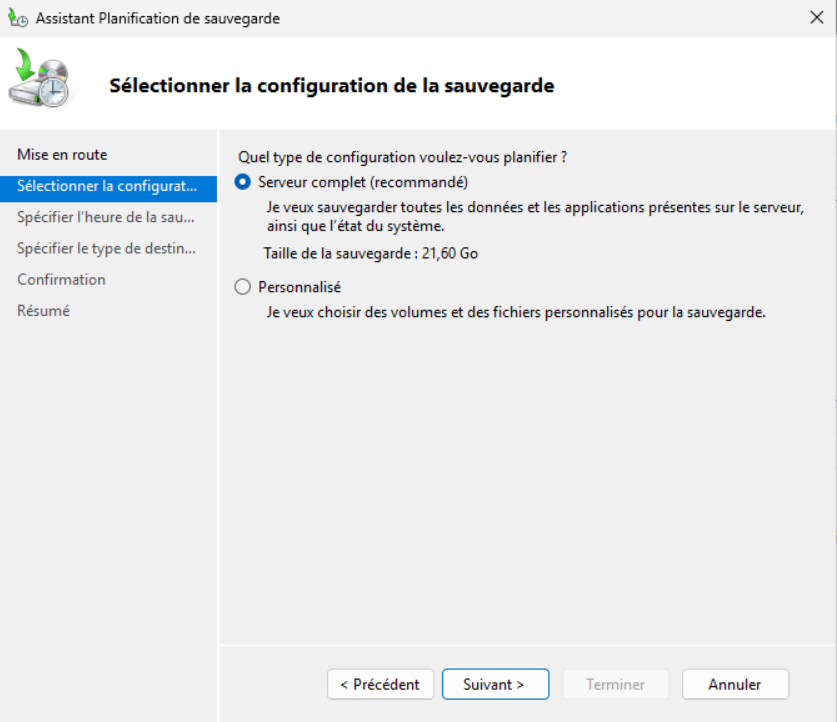 Assistant Planification de sauvegarde
Sélectionner la configuration de la sauvegarde
Mise en route
Sélectionner la configurat...
Spécifier l'heure de la sau...
Spécifier le type de destin...
Confirmation
Résumé
Quel type de configuration voulez-vous planifier ?
Serveur complet (recommandé)
Je veux sauvegarder toutes les données et les applications présentes sur le serveur,
ainsi que l'état du système.
Taille de la sauvegarde : 21,60 Go
Personnalisé
Je veux choisir des volumes et des fichiers personnalisés pour la sauvegarde.
< Précédent
Suivant >
Terminer
Annuler